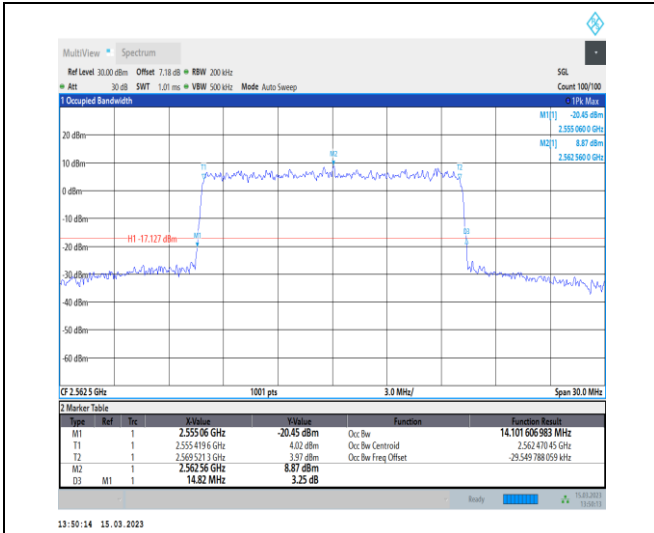 MultiView Spectrum
Ref Level 30.00 dBm Offset 7.18 dB RBW 200 kHz SGL
Att 30 dB SWT 1.01 ms VBW 500 kHz Mode Auto Sweep Count 100/100
1 Occupied Bandwidth 1Pk Max
M1[1] -20.45 dBm
2.555 060 0 GHz
M2[1] 8.87 dBm
2.562 560 0 GHz
20 dBm
M2
10 dBm
T1 T2
0 dBm
-10 dBm
H1 -17.127 dBm M1 D3
-30 dBm
-40 dBm
-50 dBm
-60 dBm
CF 2.562 5 GHz 1001 pts 3.0 MHz/ Span 30.0 MHz
2 Marker Table
Type Ref Trc X-Value Y-Value Function Function Result
M1 1 2.555 06 GHz -20.45 dBm Occ Bw 14.101 606 983 MHz
T1 1 2.555 419 6 GHz 4.02 dBm Occ Bw Centroid 2.562 470 45 GHz
T2 1 2.569 521 3 GHz 3.97 dBm Occ Bw Freq Offset -29.549 788 059 kHz
M2 1 2.562 56 GHz 8.87 dBm
D3 M1 1 14.82 MHz 3.25 dB
Ready 15.03.2023
13:50:13
13:50:14 15.03.2023